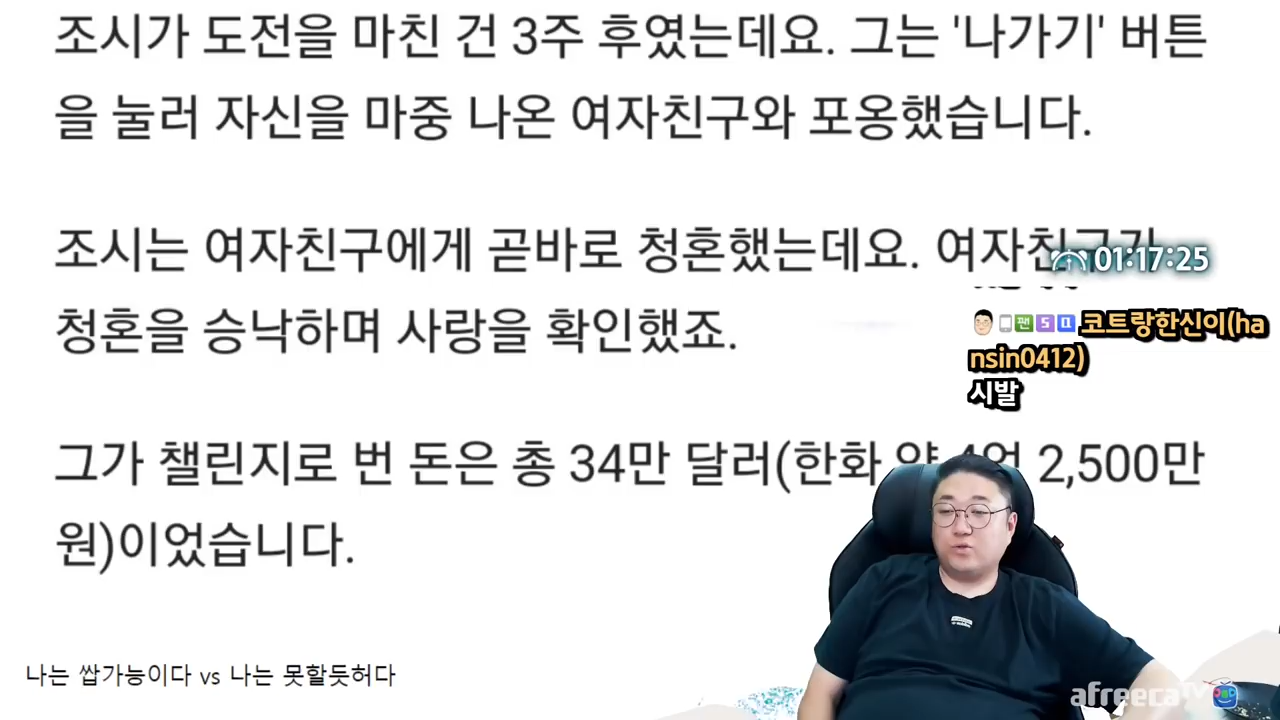 조시가 도전을 마친 건 3주 후였는데요. 그는 '나가기' 버튼
을 눌러 자신을 마중 나온 여자친구와 포옹했습니다.
조시는 여자친구에게 곧바로 청혼했는데요. 여자친구가
01:17:25
청혼을 승낙하며 사랑을 확인했죠.
팬 S Q 코트랑한신이(ha
nsin0412)
시발
그가 챌린지로 번 돈은 총 34만 달러(한화 약 4억 2,500만
원)이었습니다.
나는 쌉가능이다 vs 나는 못할듯허다
afreecaTV